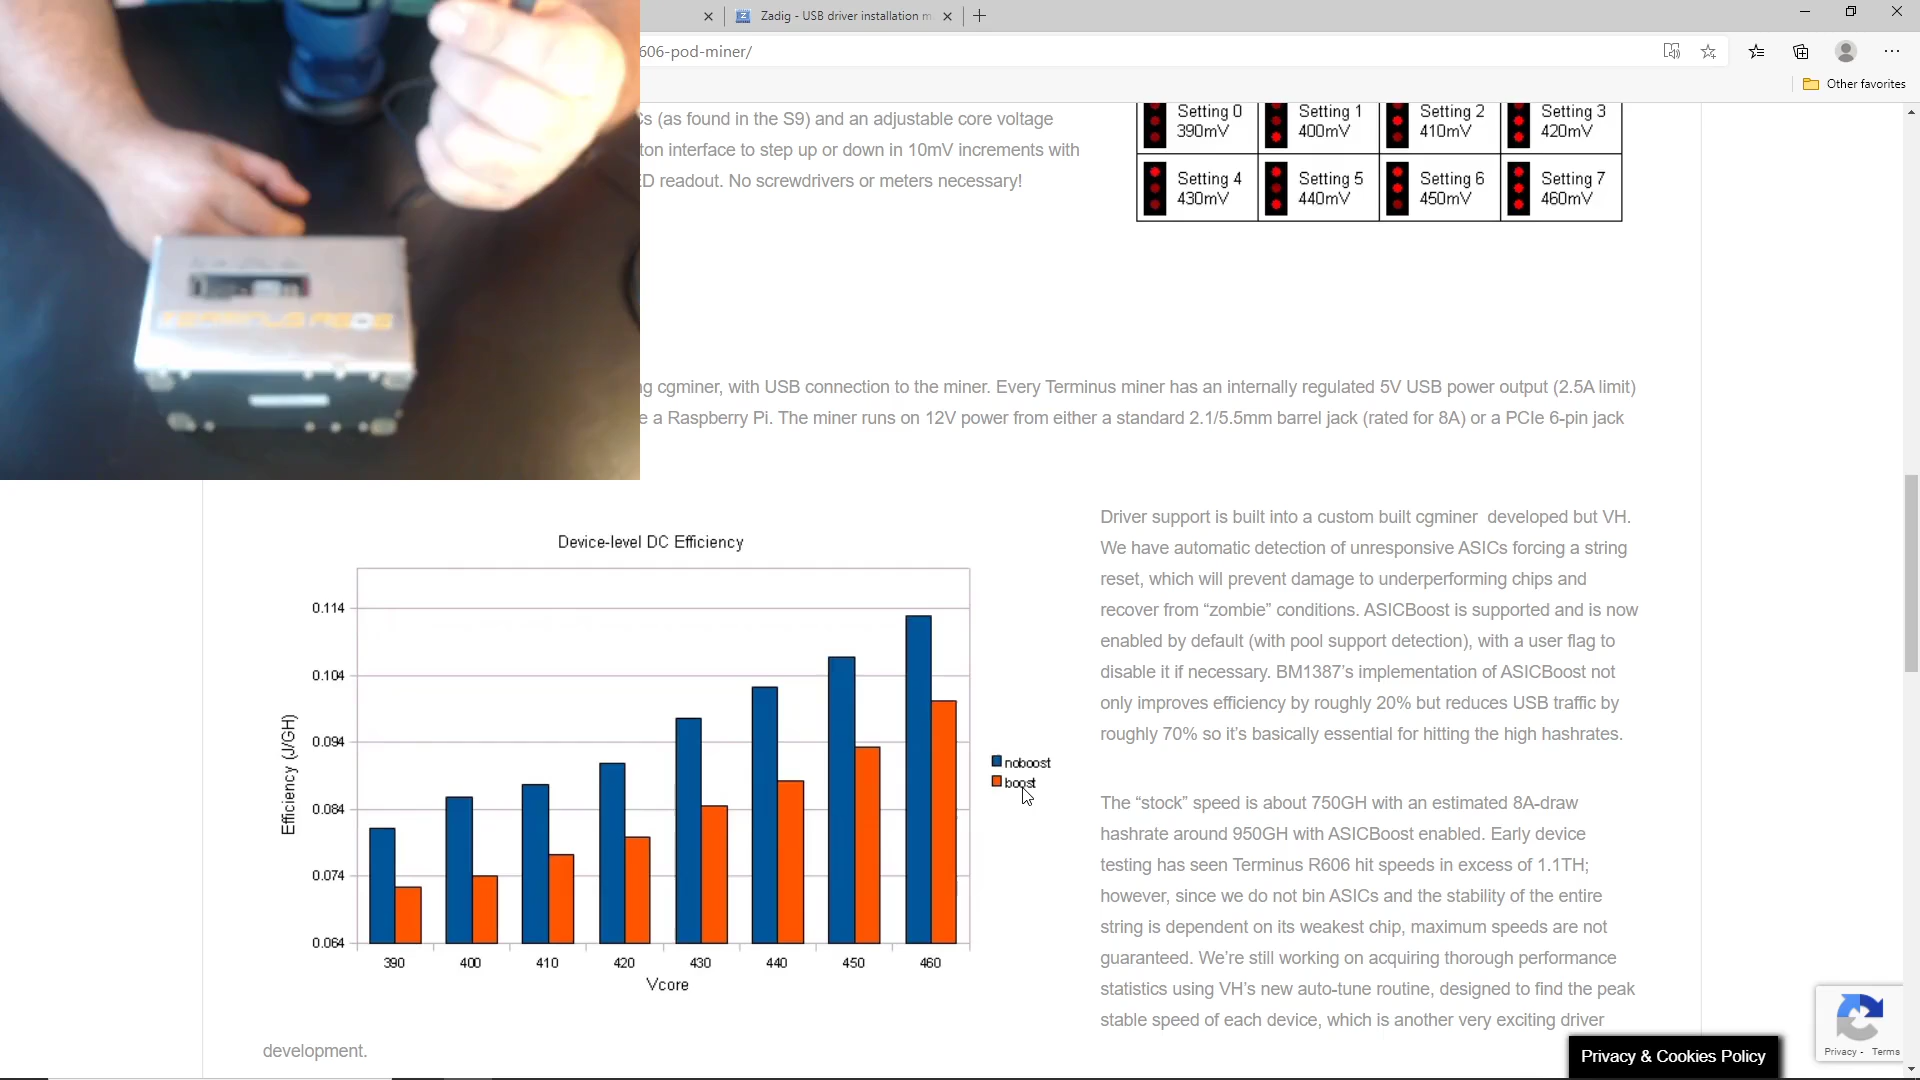 Zadig - USB driver installation m
606-pod-miner/
Other favorites
Cs (as found in the S9) and an adjustable core voltage
ton interface to step up or down in 10mV increments with
ED readout. No screwdrivers or meters necessary!
Setting 0 Setting 1 Setting 2 Setting 3
390mV 400mV 410mV 420mV
Setting 4 Setting 5 Setting 6 Setting 7
430mV 440mV 450mV 460mV
TERMINUS R606
ng cgminer, with USB connection to the miner. Every Terminus miner has an internally regulated 5V USB power output (2.5A limit)
e a Raspberry Pi. The miner runs on 12V power from either a standard 2.1/5.5mm barrel jack (rated for 8A) or a PCIe 6-pin jack
Device-level DC Efficiency
Efficiency (J/GH)
0.114
0.104
0.094
0.084
0.074
0.064
390 400 410 420 430 440 450 460
Vcore
noboost
boost
Driver support is built into a custom built cgminer developed but VH.
We have automatic detection of unresponsive ASICs forcing a string
reset, which will prevent damage to underperforming chips and
recover from “zombie” conditions. ASICBoost is supported and is now
enabled by default (with pool support detection), with a user flag to
disable it if necessary. BM1387’s implementation of ASICBoost not
only improves efficiency by roughly 20% but reduces USB traffic by
roughly 70% so it’s basically essential for hitting the high hashrates.
The “stock” speed is about 750GH with an estimated 8A-draw
hashrate around 950GH with ASICBoost enabled. Early device
testing has seen Terminus R606 hit speeds in excess of 1.1TH;
however, since we do not bin ASICs and the stability of the entire
string is dependent on its weakest chip, maximum speeds are not
guaranteed. We’re still working on acquiring thorough performance
statistics using VH’s new auto-tune routine, designed to find the peak
stable speed of each device, which is another very exciting driver
development.
Privacy - Terms
Privacy & Cookies Policy